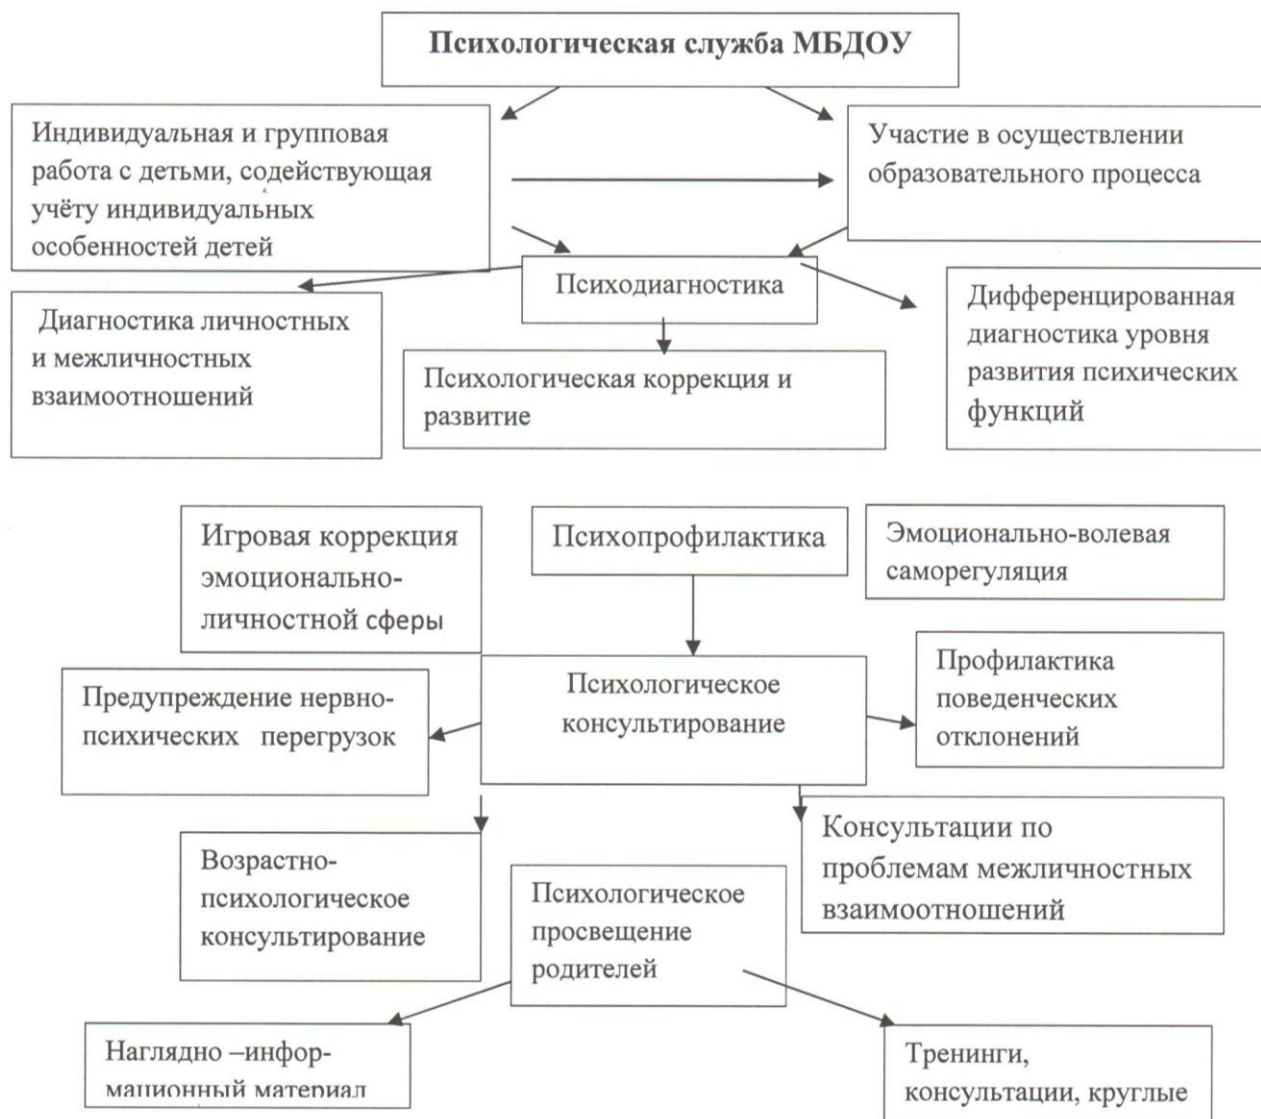 Психологическая служба МБДОУ
Индивидуальная и групповая
работа с детьми, содействующая
учёту индивидуальных
особенностей детей
Участие в осуществлении
образовательного процесса
Психодиагностика
Диагностика личностных
и межличностных
взаимоотношений
Дифференцированная
диагностика уровня
развития психических
функций
Психологическая коррекция и
развитие
Игровая коррекция
эмоционально-
личностной сферы
Психопрофилактика
Эмоционально-волевая
саморегуляция
Психологическое
консультирование
Профилактика
поведенческих
отклонений
Предупреждение нервно-
психических перегрузок
Возрастно-
психологическое
консультирование
Консультации по
проблемам межличностных
взаимоотношений
Психологическое
просвещение
родителей
Наглядно –инфор-
мационный материал
Тренинги,
консультации, круглые